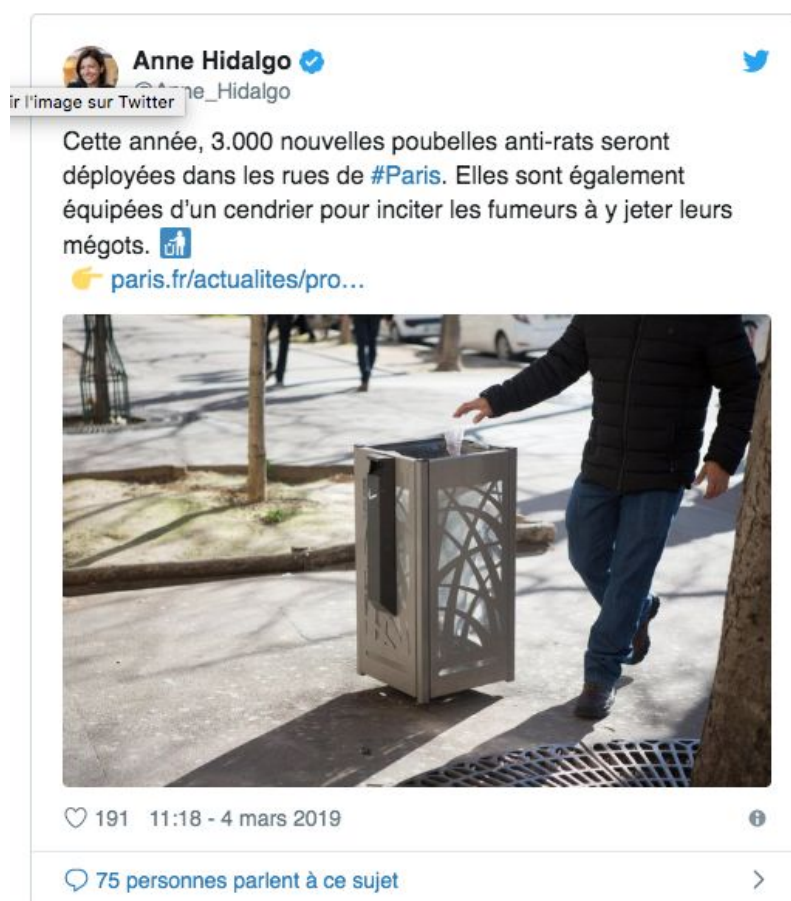 Anne Hidalgo
@Anne_Hidalgo
ir l'image sur Twitter
Cette année, 3.000 nouvelles poubelles anti-rats seront
déployées dans les rues de #Paris. Elles sont également
équipées d’un cendrier pour inciter les fumeurs à y jeter leurs
mégots.
paris.fr/actualites/pro…
191 11:18 - 4 mars 2019
75 personnes parlent à ce sujet